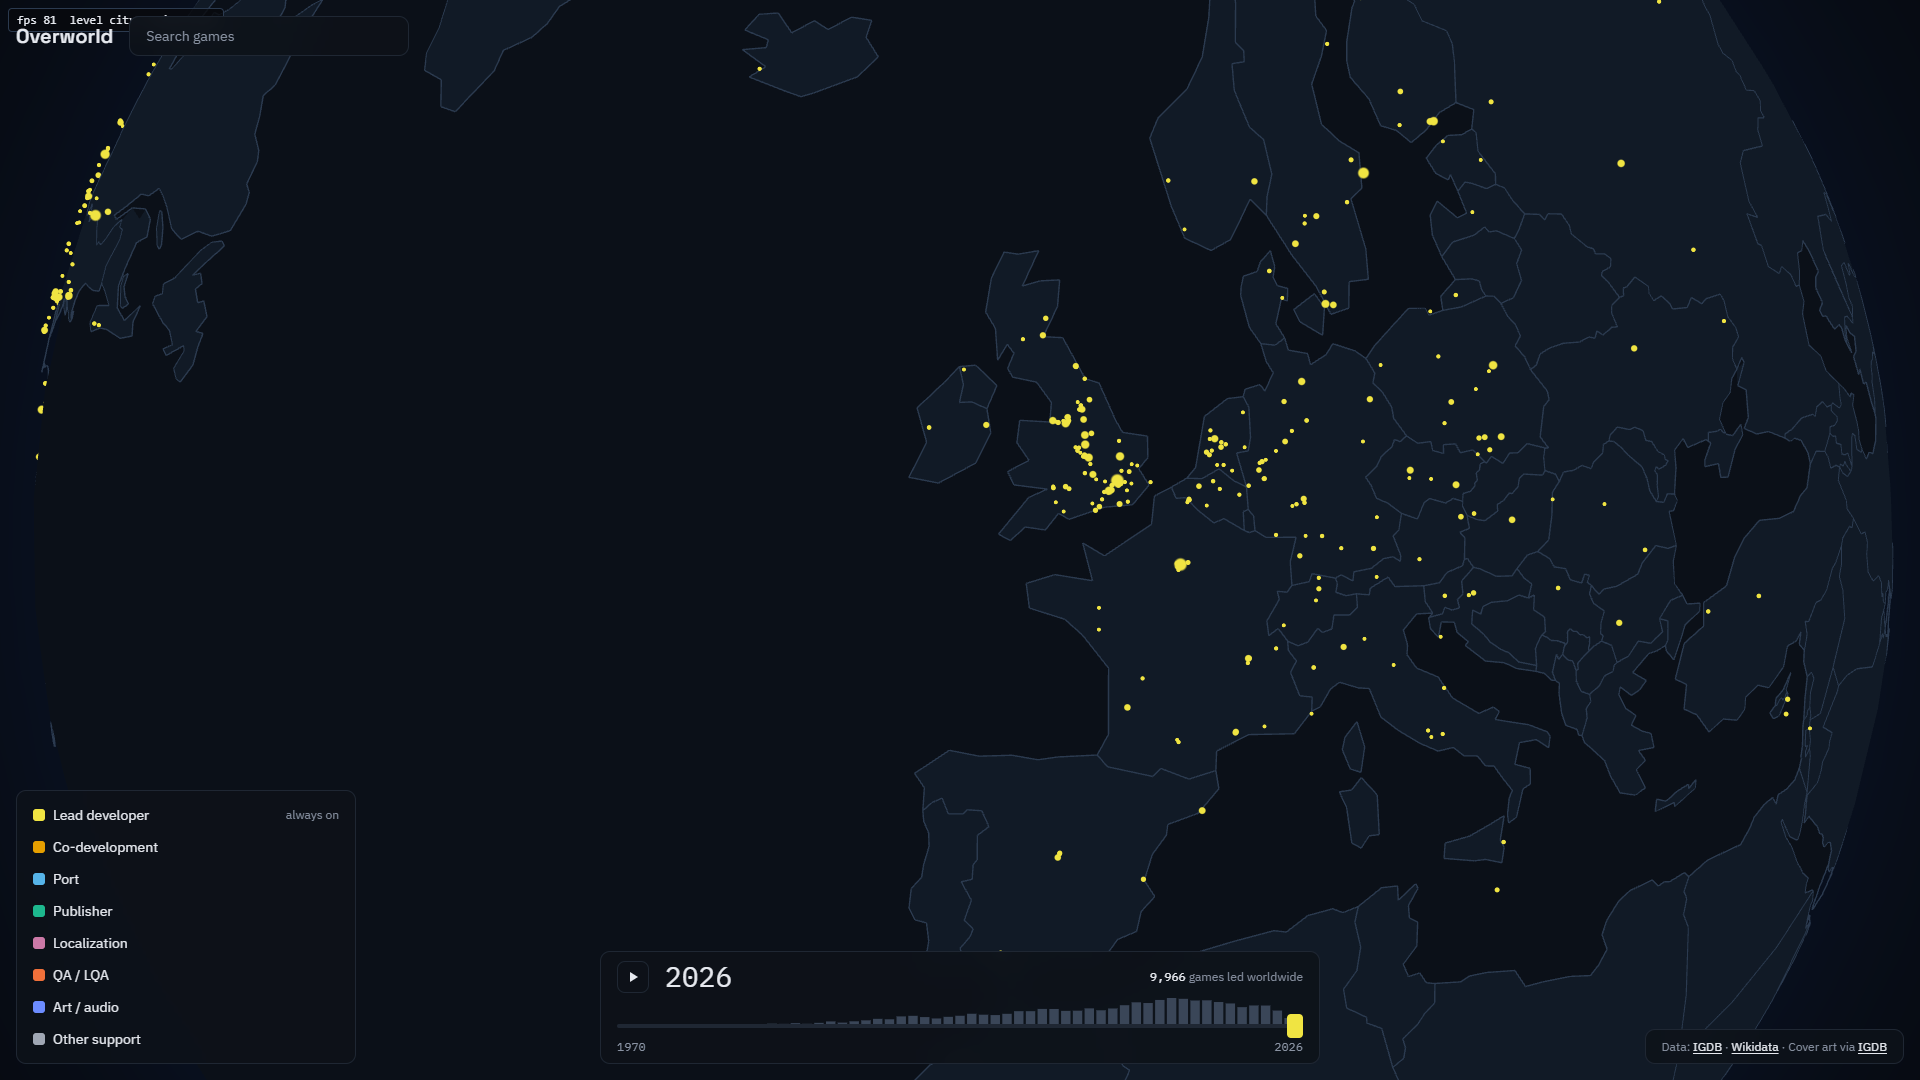 fps 81 level city
Overworld
Search games
Lead developer always on
Co-development
Port
Publisher
Localization
QA / LQA
Art / audio
Other support
2026
9,966 games led worldwide
1970 2026
Data: IGDB · Wikidata · Cover art via IGDB